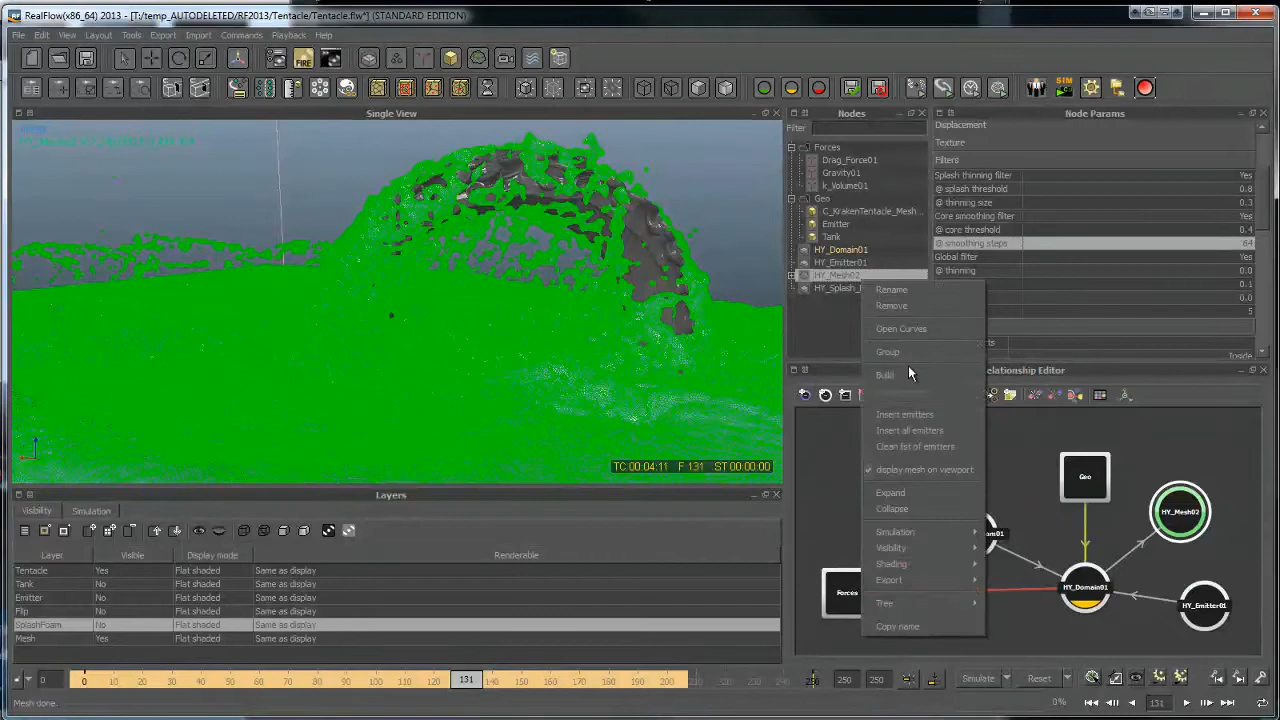 RealFlow(x86_64) 2013 - [T:/temp_AUTODELETED/RF2013/Tentacle/Tentacle.flw*] (STANDARD EDITION)
File Edit View Layout Tools Export Import Commands Playback Help
FIRE
SIM
Single View
TC 00:04:11 F 131 ST 00:00:00
Nodes
Filter
Forces
Drag_Force01
Gravity01
k_Volume01
Geo
C_KrakenTentacle_Mesh...
Emitter
Tank
HY_Domain01
HY_Emitter01
HY_Mesh02
Node Params
Displacement
Texture
Filters
Splash thinning filter Yes
@ splash threshold 0.8
@ thinning size 0.3
Core smoothing filter Yes
@ core threshold 0.4
@ smoothing steps 64
Global filter Yes
@ thinning 0.0
0.1
0.0
5
Inside
Rename
Remove
Open Curves
Group
Build
Insert emitters
Insert all emitters
Clean list of emitters
display mesh on viewport
Expand
Collapse
Simulation
Visibility
Shading
Export
Tree
Copy name
Relationship Editor
Geo
HY_Mesh02
HY_Domain01
HY_Emitter01
Forces
Layers
Visibility Simulation
Layer Visible Display mode Renderable
Tentacle Yes Flat shaded Same as display
Tank No Flat shaded Same as display
Emitter No Flat shaded Same as display
Flip No Flat shaded Same as display
SplashFoam No Flat shaded Same as display
Mesh Yes Flat shaded Same as display
0 0 10 20 30 40 50 60 70 80 90 100 110 120 131 140 150 160 170 180 190 200 210 220 230 240 250 250 250 Simulate Reset
Mesh done. 0% 131